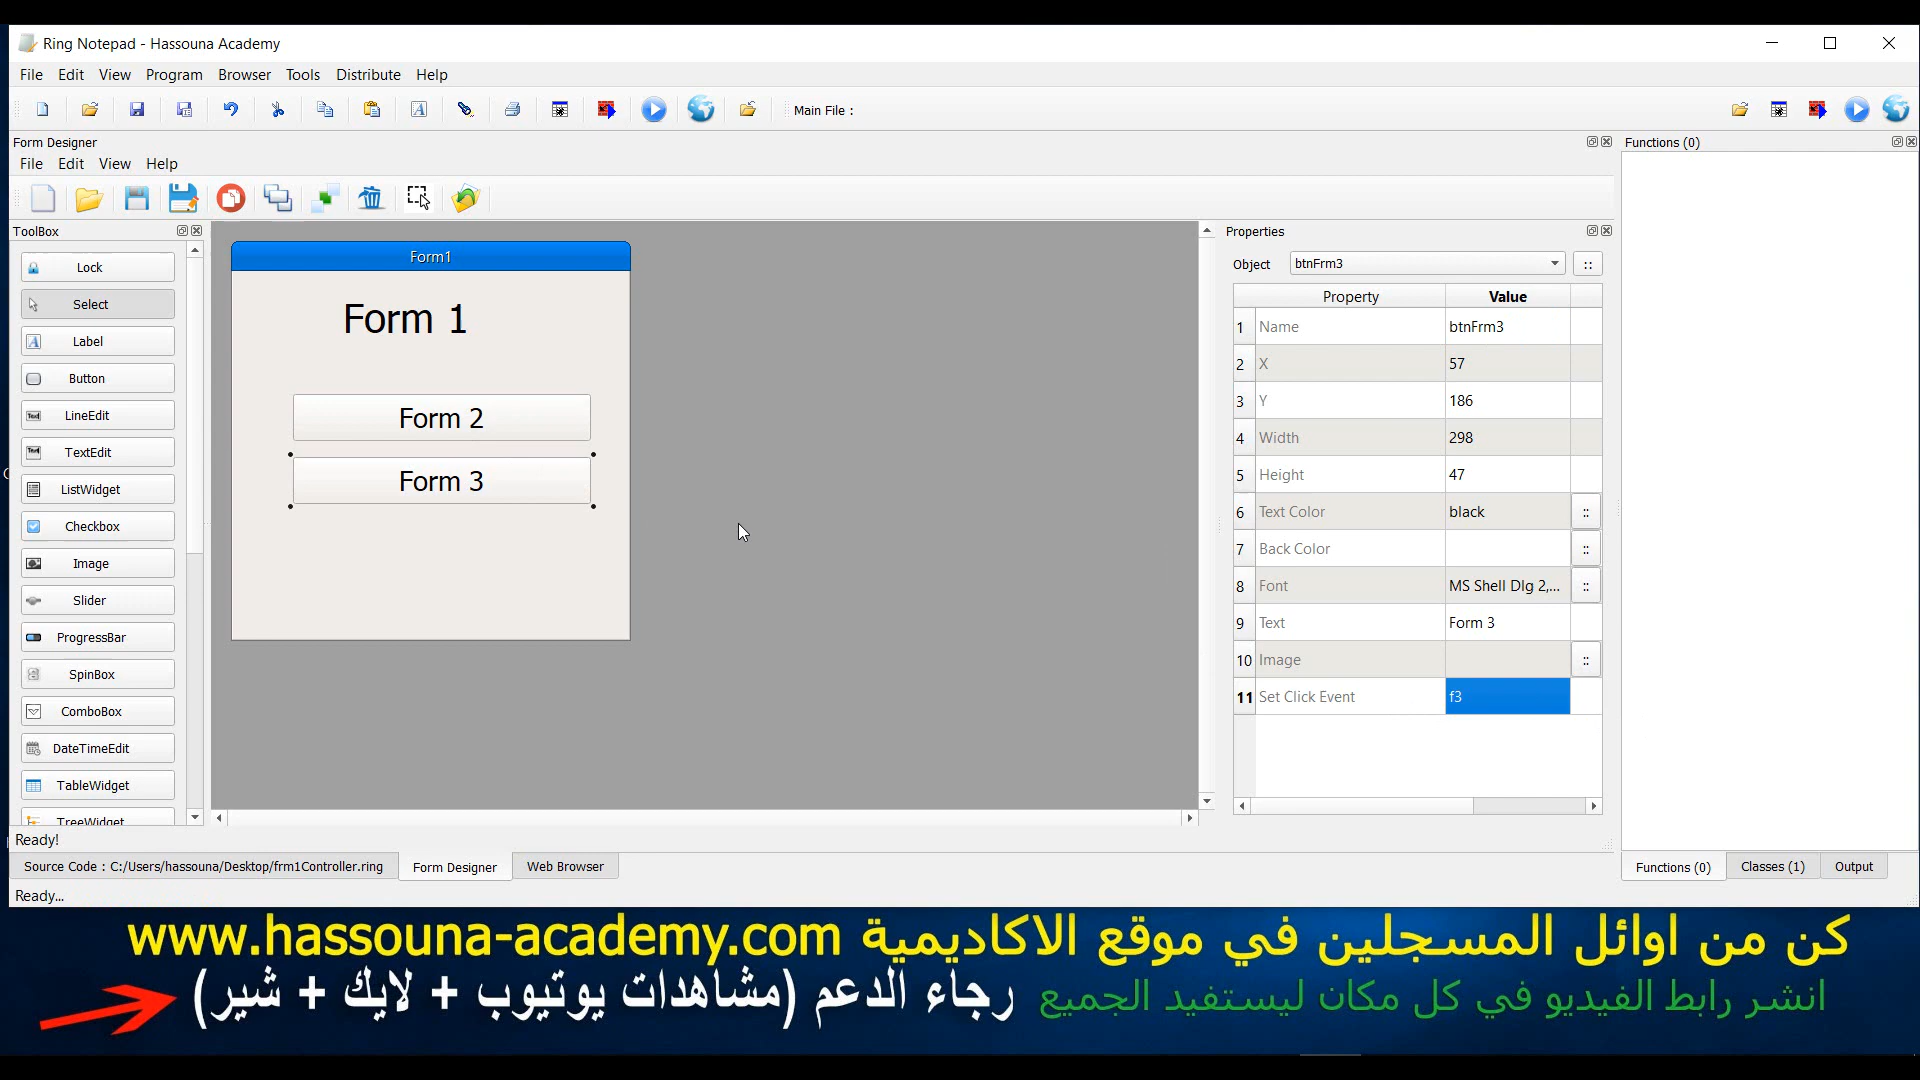 Ring Notepad - Hassouna Academy
File Edit View Program Browser Tools Distribute Help
Main File :
Form Designer
Functions (0)
File Edit View Help
ToolBox
Properties
Lock
Select
Label
Button
LineEdit
TextEdit
ListWidget
Checkbox
Image
Slider
ProgressBar
SpinBox
ComboBox
DateTimeEdit
TableWidget
TreeWidget
Form1
Form 1
Form 2
Form 3
Object btnFrm3 ::
Property Value
1 Name btnFrm3
2 X 57
3 Y 186
4 Width 298
5 Height 47
6 Text Color black ::
7 Back Color ::
8 Font MS Shell Dlg 2,... ::
9 Text Form 3
10 Image ::
11 Set Click Event f3
Ready!
Source Code : C:/Users/hassouna/Desktop/frm1Controller.ring Form Designer Web Browser
Functions (0) Classes (1) Output
Ready...
كن من اوائل المسجلين في موقع الاكاديمية www.hassouna-academy.com
انشر رابط الفيديو في كل مكان ليستفيد الجميع رجاء الدعم (مشاهدات يوتيوب + لايك + شير)